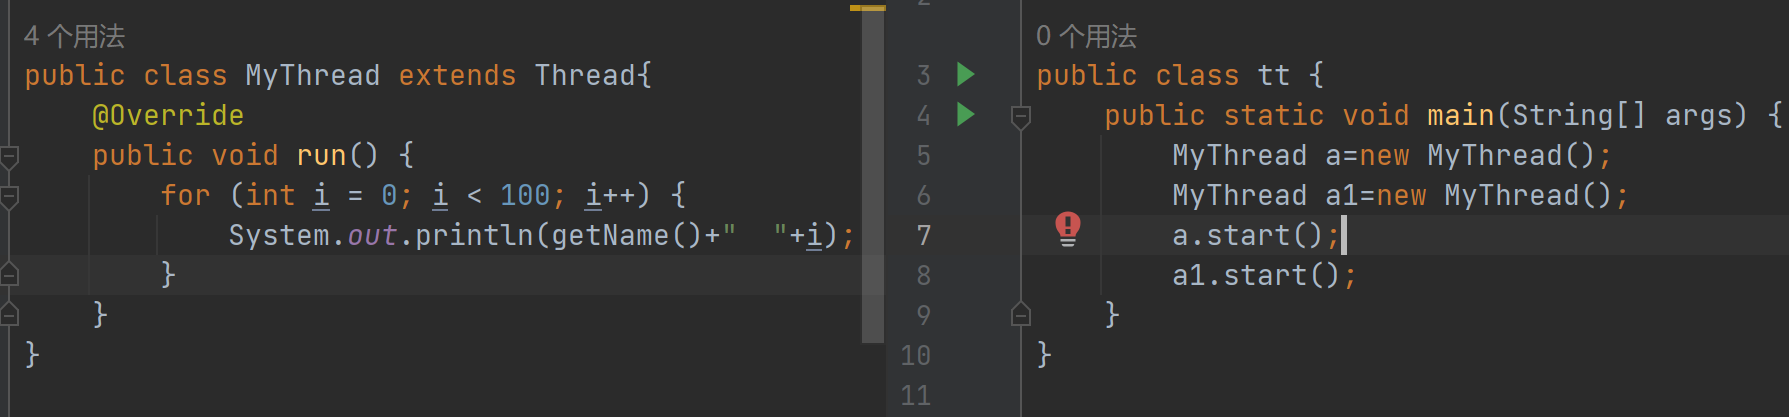 4 个用法
public class MyThread extends Thread{
    @Override
    public void run() {
        for (int i = 0; i < 100; i++) {
            System.out.println(getName()+"  "+i);
        }
    }
}
2
0 个用法
3 public class tt {
4     public static void main(String[] args) {
5         MyThread a=new MyThread();
6         MyThread a1=new MyThread();
7         a.start();
8         a1.start();
9     }
10 }
11